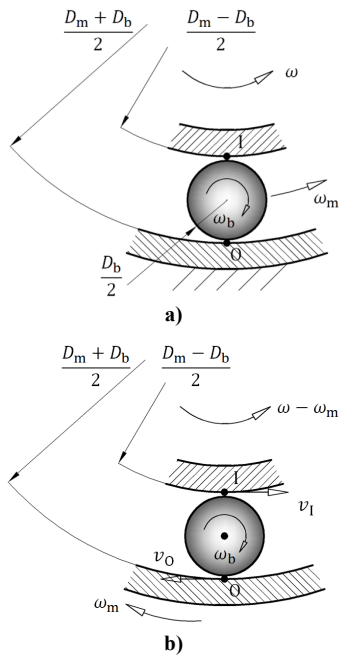 (D_m + D_b)/2 (D_m − D_b)/2
ω
I
ω_m
ω_b
O
D_b/2
a)
(D_m + D_b)/2 (D_m − D_b)/2
ω − ω_m
I
v_I
v_O
ω_b
O
ω_m
b)